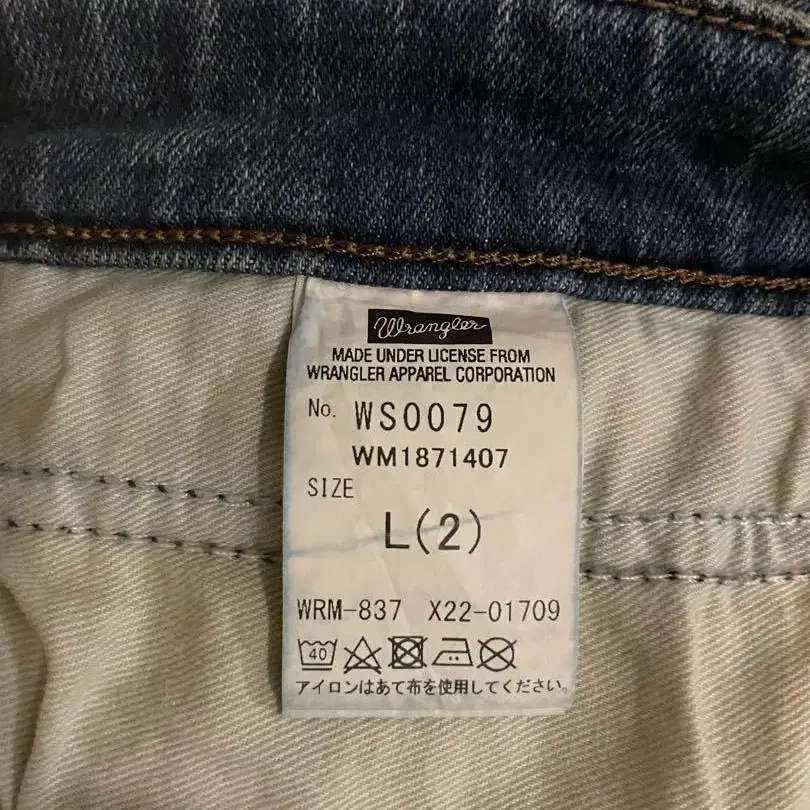 Wrangler
MADE UNDER LICENSE FROM
WRANGLER APPAREL CORPORATION
No. WS0079
WM1871407
SIZE
L(2)
WRM-837 X22-01709
40
アイロンはあて布を使用してください。